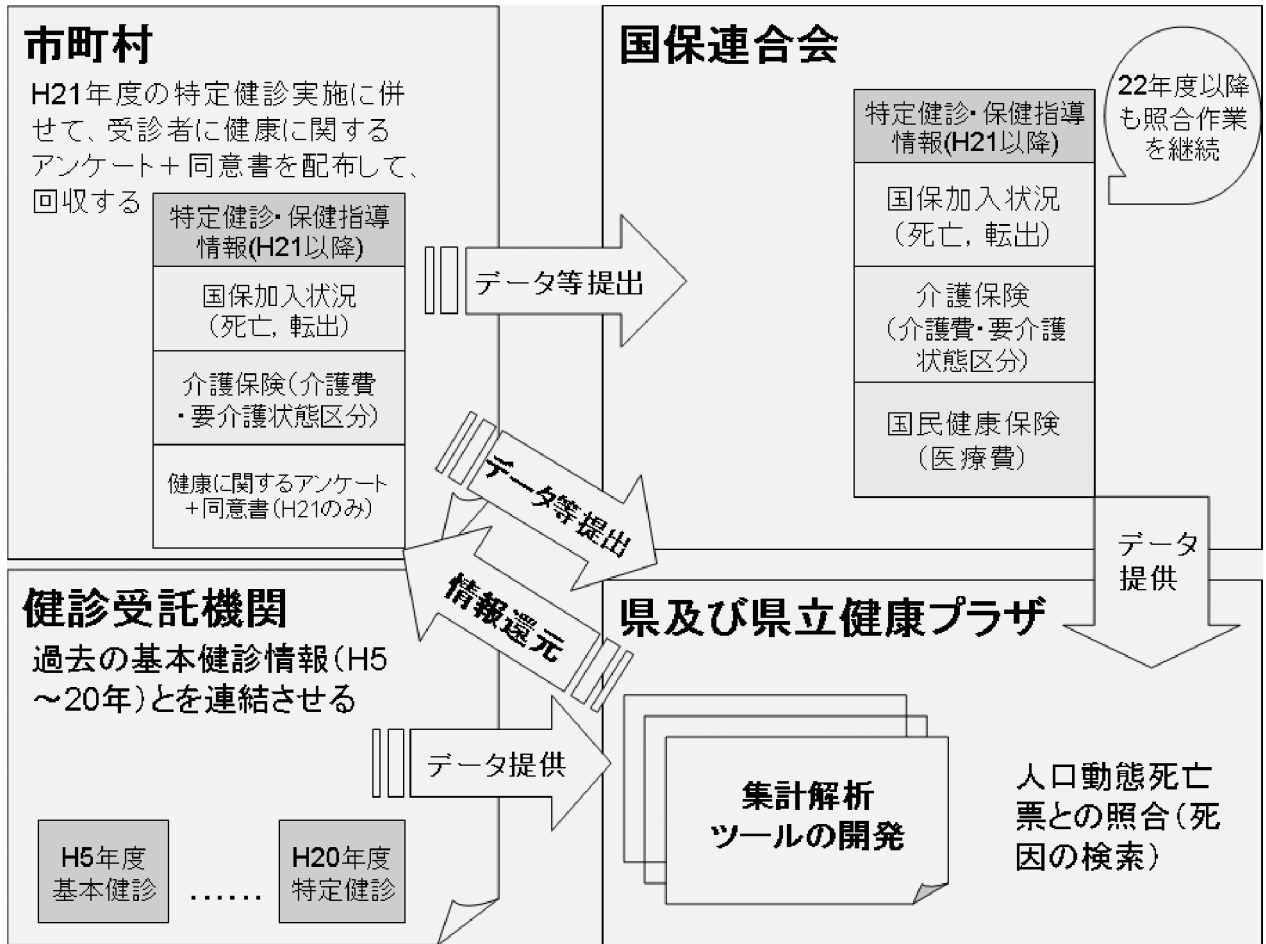 市町村
H21年度の特定健診実施に併
せて、受診者に健康に関する
アンケート＋同意書を配布して、
回収する
特定健診・保健指導
情報(H21以降)
国保加入状況
(死亡，転出)
介護保険(介護費
・要介護状態区分)
健康に関するアンケート
＋同意書(H21のみ)
データ等提出
国保連合会
22年度以降
も照合作業
を継続
特定健診・保健指導
情報(H21以降)
国保加入状況
(死亡，転出)
介護保険
(介護費・要介護
状態区分)
国民健康保険
(医療費)
データ等提出
情報還元
データ
提供
健診受託機関
過去の基本健診情報(H5
～20年)とを連結させる
データ提供
H5年度
基本健診
……
H20年度
特定健診
県及び県立健康プラザ
集計解析
ツールの開発
人口動態死亡
票との照合(死
因の検索)